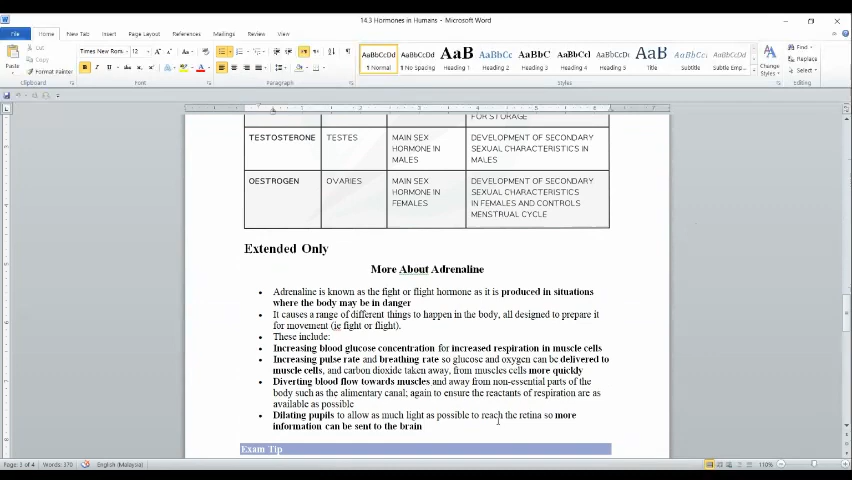 14.3 Hormones in Humans - Microsoft Word
File Home New Tab Insert Page Layout References Mailings Review View
Cut
Copy
Paste
Format Painter
Clipboard
Times New Rom 12
Font
Paragraph
AaBbCcDd AaBbCcDd AaB AaBbCc AaBbC AaBbCcI AaBbCcDd AaB AaBbCcL AaBbCcDd
¶ Normal ¶ No Spacing Heading 1 Heading 2 Heading 3 Heading 4 Heading 5 Title Subtitle Subtle Emp...
Change
Styles
Styles
Find
Replace
Select
Editing
FOR STORAGE
TESTOSTERONE TESTES MAIN SEX DEVELOPMENT OF SECONDARY
HORMONE IN SEXUAL CHARACTERISTICS IN
MALES MALES
OESTROGEN OVARIES MAIN SEX DEVELOPMENT OF SECONDARY
HORMONE IN SEXUAL CHARACTERISTICS
FEMALES IN FEMALES AND CONTROLS
MENSTRUAL CYCLE
Extended Only
More About Adrenaline
• Adrenaline is known as the fight or flight hormone as it is produced in situations
where the body may be in danger
• It causes a range of different things to happen in the body, all designed to prepare it
for movement (ie fight or flight).
• These include:
• Increasing blood glucose concentration for increased respiration in muscle cells
• Increasing pulse rate and breathing rate so glucose and oxygen can be delivered to
muscle cells, and carbon dioxide taken away, from muscles cells more quickly
• Diverting blood flow towards muscles and away from non-essential parts of the
body such as the alimentary canal; again to ensure the reactants of respiration are as
available as possible
• Dilating pupils to allow as much light as possible to reach the retina so more
information can be sent to the brain
Exam Tip
Page: 3 of 4 Words: 370 English (Malaysia) 110%